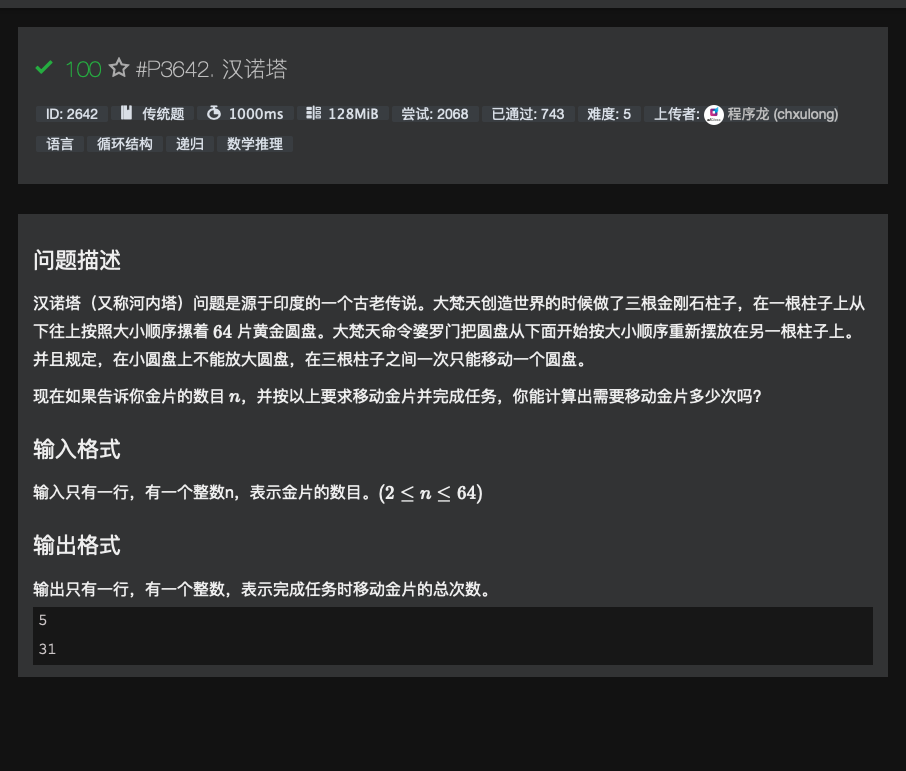 100 #P3642. 汉诺塔
ID: 2642 传统题 1000ms 128MiB 尝试: 2068 已通过: 743 难度: 5 上传者: 程序龙 (chxulong)
语言 循环结构 递归 数学推理
问题描述
汉诺塔（又称河内塔）问题是源于印度的一个古老传说。大梵天创造世界的时候做了三根金刚石柱子，在一根柱子上从
下往上按照大小顺序摞着 64 片黄金圆盘。大梵天命令婆罗门把圆盘从下面开始按大小顺序重新摆放在另一根柱子上。
并且规定，在小圆盘上不能放大圆盘，在三根柱子之间一次只能移动一个圆盘。
现在如果告诉你金片的数目 n，并按以上要求移动金片并完成任务，你能计算出需要移动金片多少次吗?
输入格式
输入只有一行，有一个整数n，表示金片的数目。(2 ≤ n ≤ 64)
输出格式
输出只有一行，有一个整数，表示完成任务时移动金片的总次数。
5
31